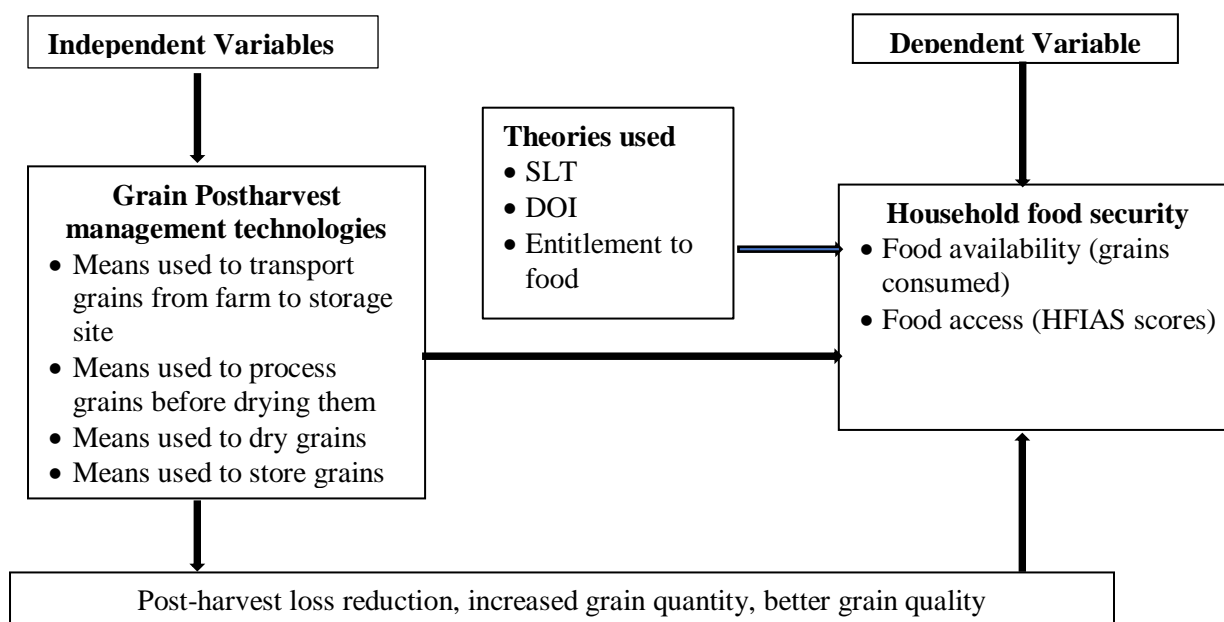 Independent Variables
Dependent Variable
Theories used
• SLT
• DOI
• Entitlement to
food
Grain Postharvest
management technologies
• Means used to transport
grains from farm to storage
site
• Means used to process
grains before drying them
• Means used to dry grains
• Means used to store grains
Household food security
• Food availability (grains
consumed)
• Food access (HFIAS scores)
Post-harvest loss reduction, increased grain quantity, better grain quality